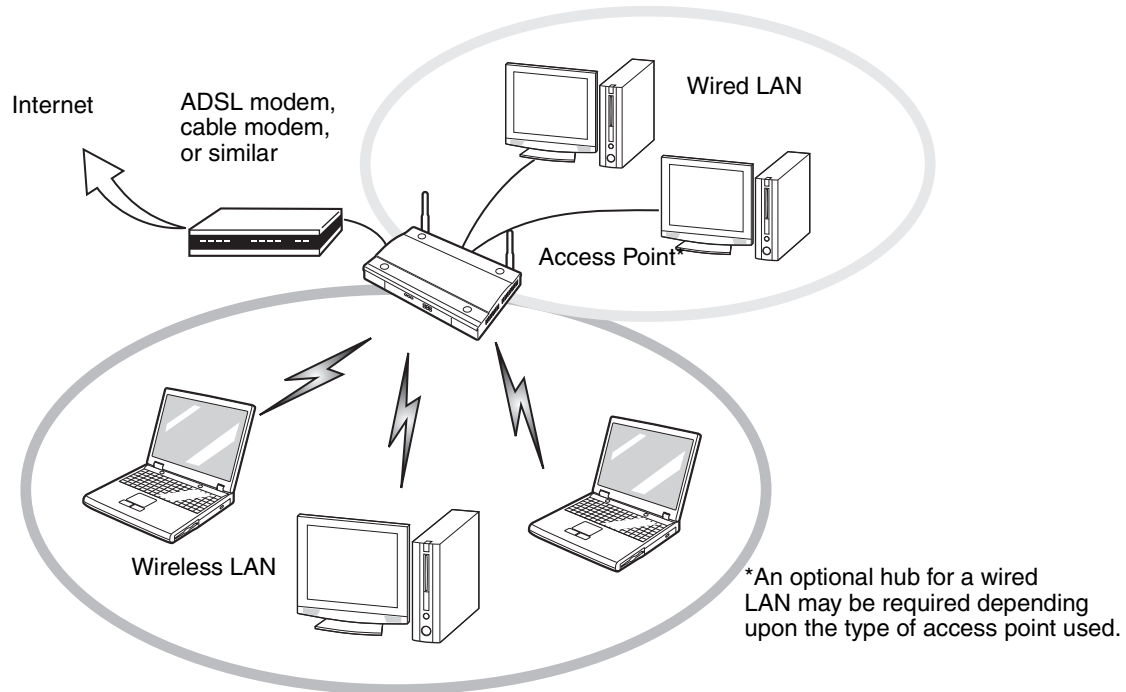 Internet
ADSL modem,
cable modem,
or similar
Wired LAN
Access Point*
Wireless LAN
*An optional hub for a wired
LAN may be required depending
upon the type of access point used.